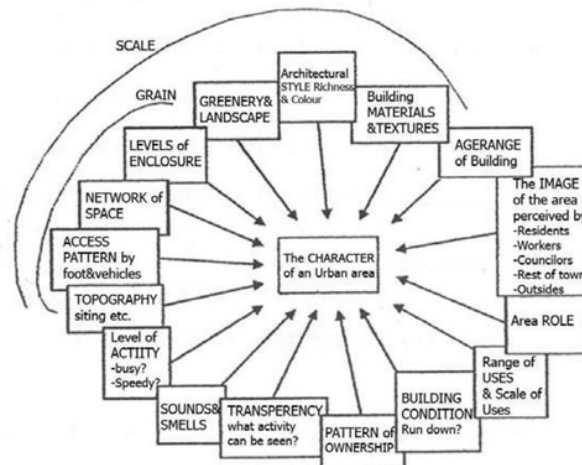 SCALE
GRAIN
GREENERY&
LANDSCAPE
Architectural
STYLE Richness
& Colour
Building
MATERIALS
&TEXTURES
AGERANGE
of Building
LEVELS of
ENCLOSURE
NETWORK of
SPACE
ACCESS
PATTERN by
foot&vehicles
TOPOGRAPHY
siting etc.
Level of
ACTIITY
-busy?
-Speedy?
SOUNDS&
SMELLS
TRANSPERENCY
what activity
can be seen?
PATTERN of
OWNERSHIP
BUILDING
CONDITION
Run down?
Range of
USES
& Scale of
Uses
Area ROLE
The IMAGE
of the area
perceived by
-Residents
-Workers
-Councilors
-Rest of town
-Outsides
The CHARACTER
of an Urban area